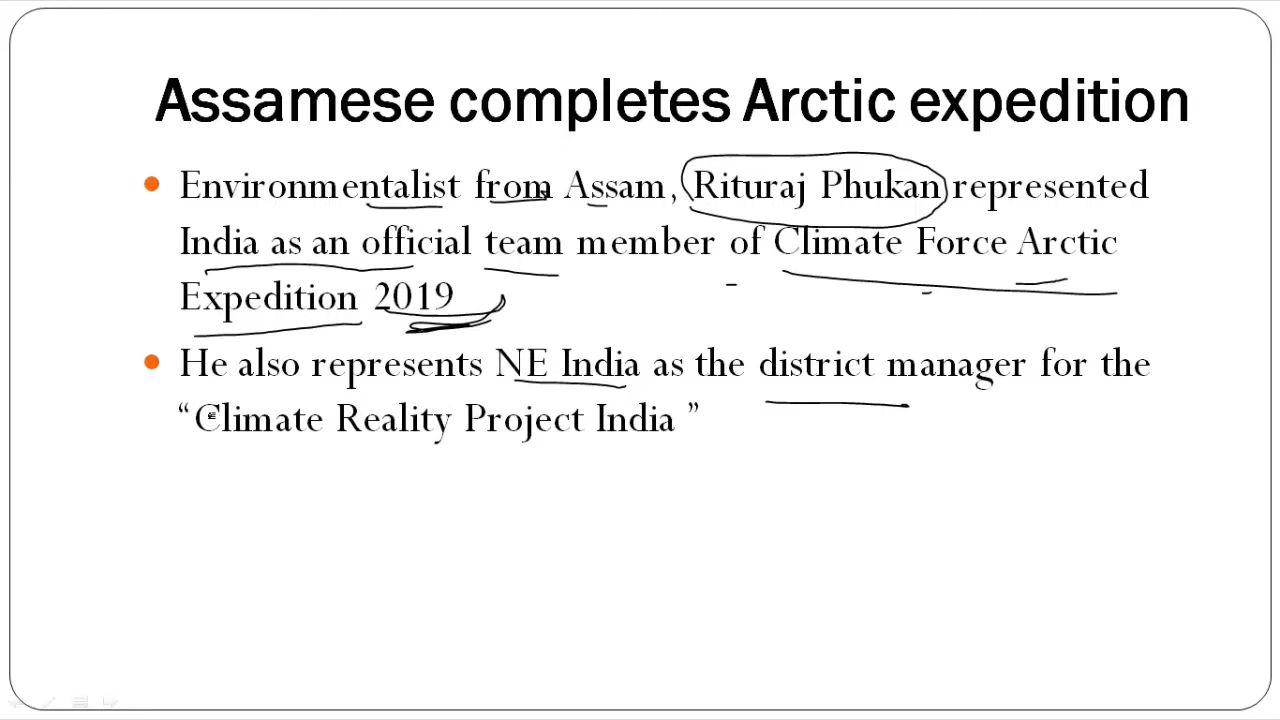 Assamese completes Arctic expedition
Environmentalist from Assam, Rituraj Phukan represented
India as an official team member of Climate Force Arctic
Expedition 2019
He also represents NE India as the district manager for the
“Climate Reality Project India ”